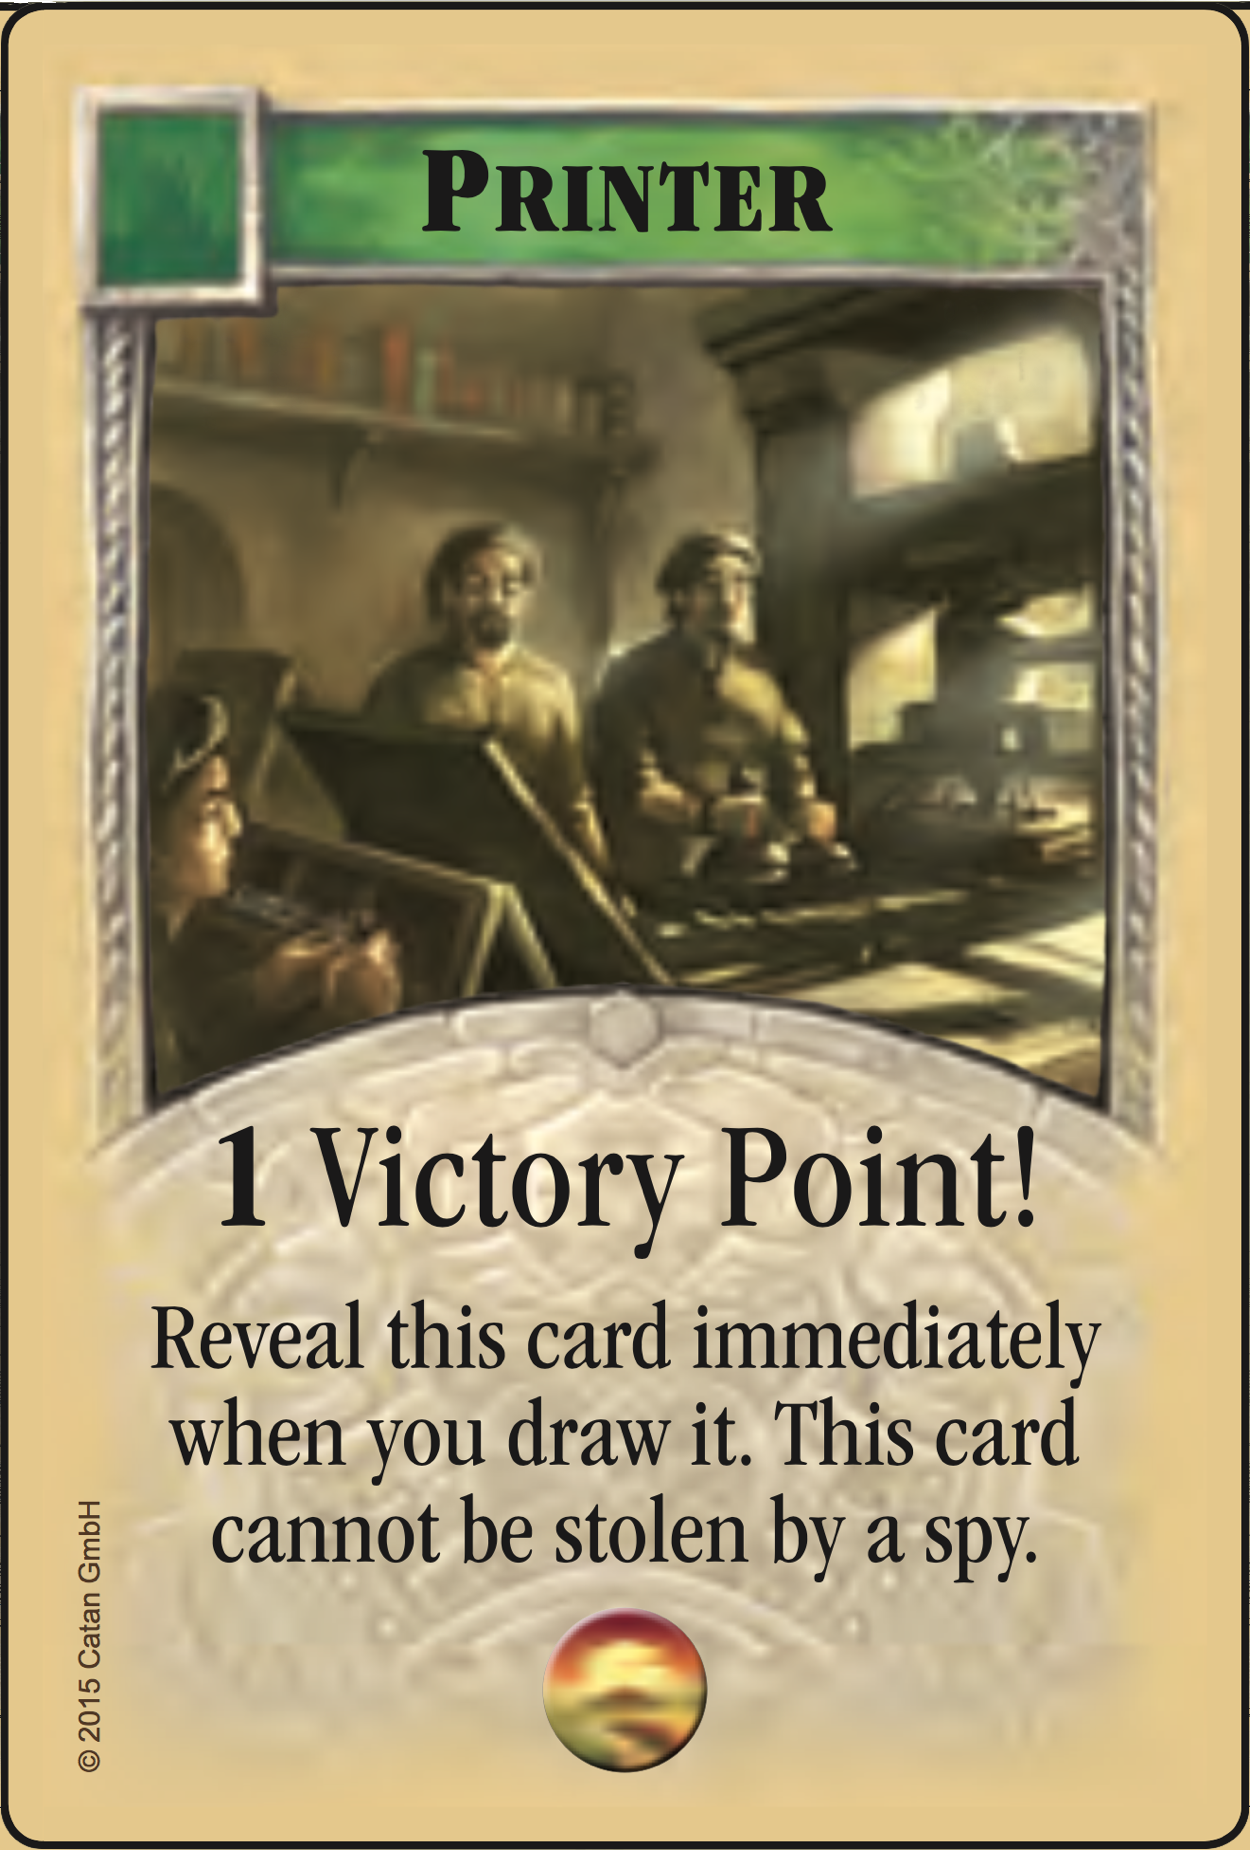 PRINTER
1 Victory Point!
Reveal this card immediately
when you draw it. This card
cannot be stolen by a spy.
© 2015 Catan GmbH